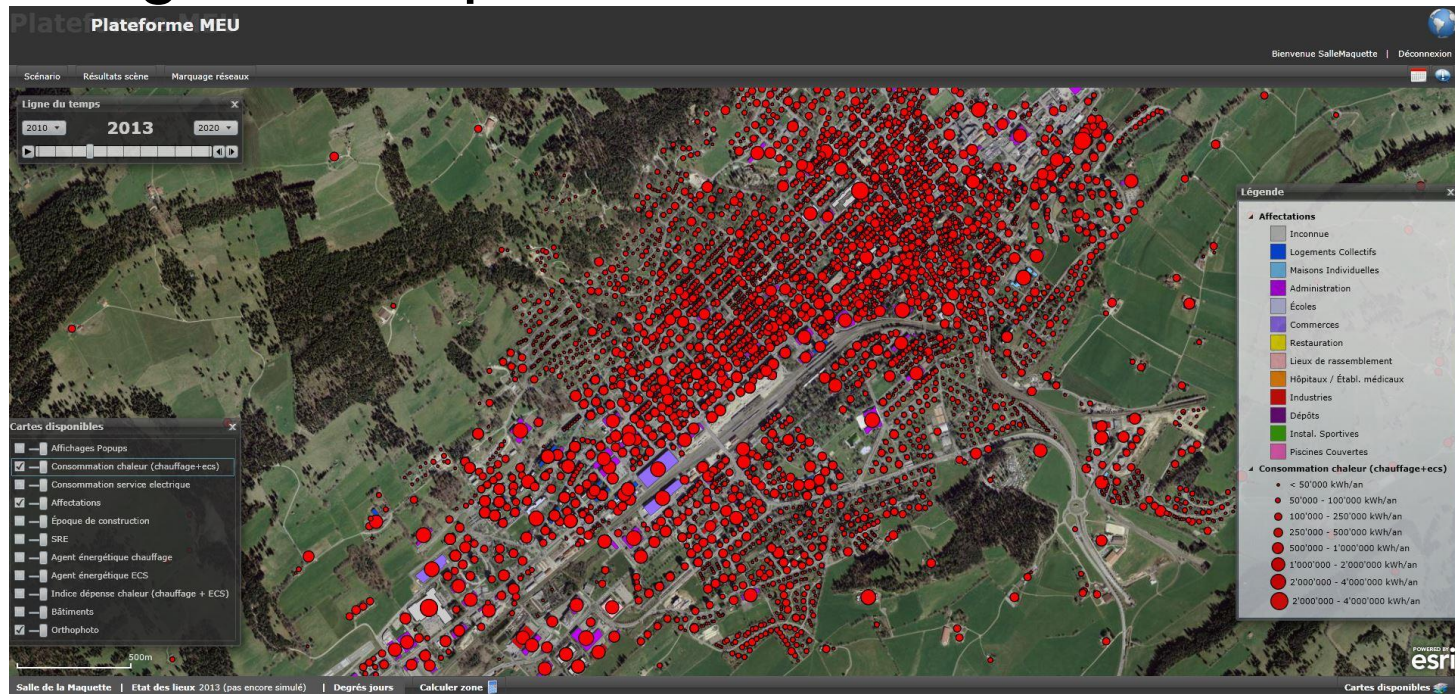 Plateforme MEU
Bienvenue SalleMaquette | Déconnexion
Scénario Résultats scène Marquage réseaux
Ligne du temps x
2010 2013 2020
Légende x
Affectations
Inconnue
Logements Collectifs
Maisons Individuelles
Administration
Écoles
Commerces
Restauration
Lieux de rassemblement
Hôpitaux / Établ. médicaux
Industries
Dépôts
Instal. Sportives
Piscines Couvertes
Consommation chaleur (chauffage+ecs)
< 50'000 kWh/an
50'000 - 100'000 kWh/an
100'000 - 250'000 kWh/an
250'000 - 500'000 kWh/an
500'000 - 1'000'000 kWh/an
1'000'000 - 2'000'000 kWh/an
2'000'000 - 4'000'000 kWh/an
2'000'000 - 4'000'000 kWh/an
Cartes disponibles x
Affichages Popups
Consommation chaleur (chauffage+ecs)
Consommation service electrique
Affectations
Époque de construction
SRE
Agent énergétique chauffage
Agent énergétique ECS
Indice dépense chaleur (chauffage + ECS)
Bâtiments
Orthophoto
500m
POWERED BY
esri
Salle de la Maquette | Etat des lieux 2013 (pas encore simulé) | Degrés jours Calculer zone
Cartes disponibles